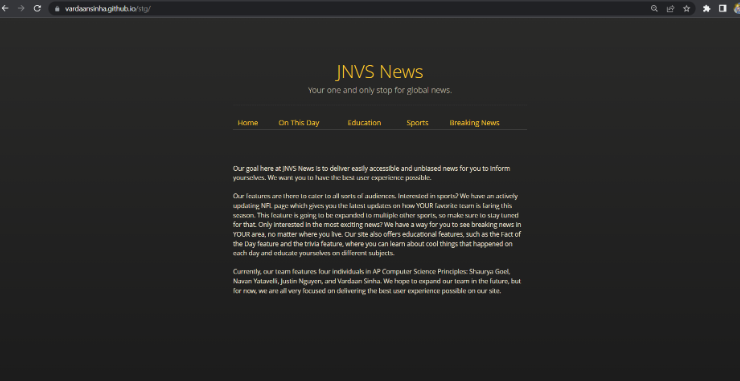 vardaansinha.github.io/stg/
JNVS News
Your one and only stop for global news.
Home On This Day Education Sports Breaking News
Our goal here at JNVS News is to deliver easily accessible and unbiased news for you to inform
yourselves. We want you to have the best user experience possible.
Our features are there to cater to all sorts of audiences. Interested in sports? We have an actively
updating NFL page which gives you the latest updates on how YOUR favorite team is faring this
season. This feature is going to be expanded to multiple other sports, so make sure to stay tuned
for that. Only interested in the most exciting news? We have a way for you to see breaking news in
YOUR area, no matter where you live. Our site also offers educational features, such as the Fact of
the Day feature and the trivia feature, where you can learn about cool things that happened on
each day and educate yourselves on different subjects.
Currently, our team features four individuals in AP Computer Science Principles: Shaurya Goel,
Navan Yatavelli, Justin Nguyen, and Vardaan Sinha. We hope to expand our team in the future, but
for now, we are all very focused on delivering the best user experience possible on our site.